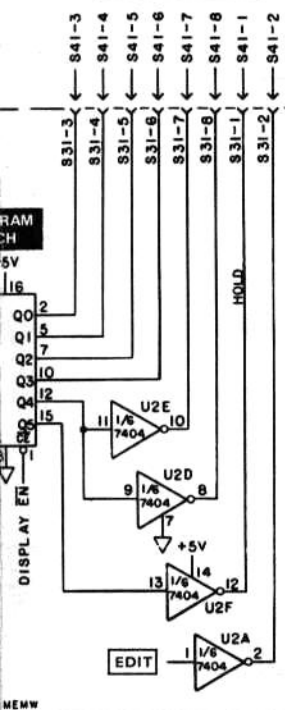 S41-3
S41-4
S41-5
S41-6
S41-7
S41-8
S41-1
S41-2
S31-3
S31-4
S31-5
S31-6
S31-7
S31-8
S31-1
S31-2
RAM
CH
5V
16
HOLD
Q0 2
Q1 5
Q2 7
Q3 10
Q4 12
Q5 15
1
DISPLAY EN
11 1/6 7404 10
U2E
9 1/6 7404 8
U2D
7
+5V
14
13 1/6 7404 12
U2F
EDIT
1 1/6 7404 2
U2A
MEMW